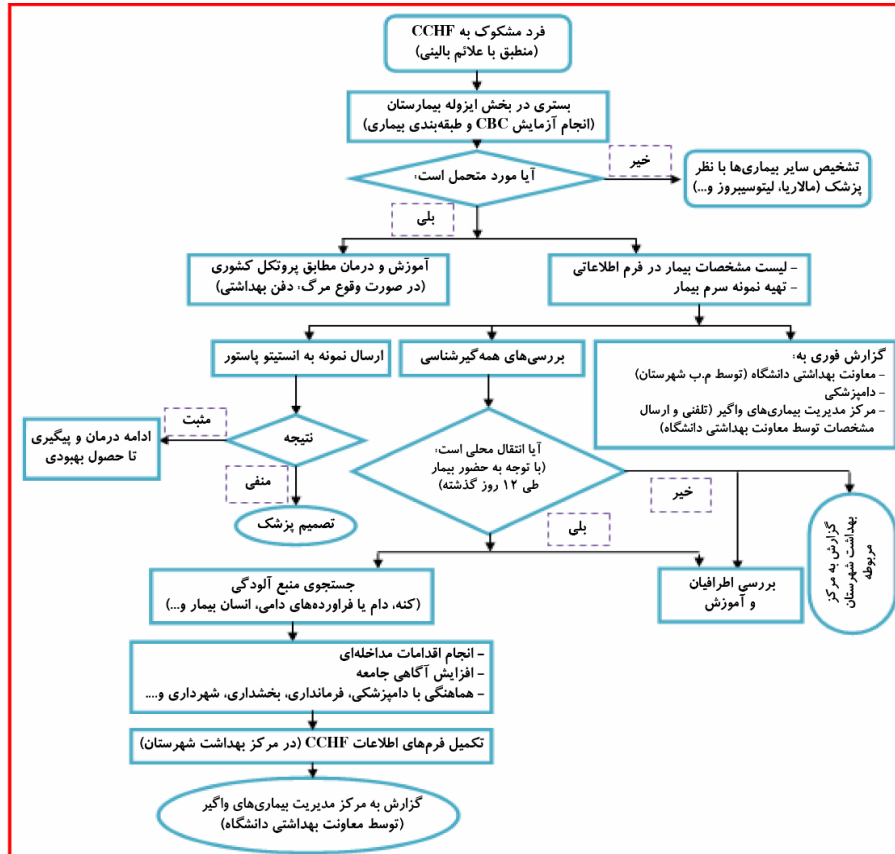 فرد مشکوک به CCHF
(منطبق با علائم بالینی)
بستری در بخش ایزوله بیمارستان
(انجام آزمایش CBC و طبقه‌بندی بیماری)
آیا مورد متحمل است؟
خیر
تشخیص سایر بیماری‌ها با نظر
پزشک (مالاریا، لپتوسپیروز و...)
بلی
آموزش و درمان مطابق پروتکل کشوری
(در صورت وقوع مرگ، دفن بهداشتی)
– لیست مشخصات بیمار در فرم اطلاعاتی
– تهیه نمونه سرم بیمار
گزارش فوری به:
– معاونت بهداشتی دانشگاه (توسط م.ب شهرستان)
– دامپزشکی
– مرکز مدیریت بیماری‌های واگیر (تلفنی و ارسال
مشخصات توسط معاونت بهداشتی دانشگاه)
بررسی‌های همه‌گیرشناسی
ارسال نمونه به انستیتو پاستور
نتیجه
مثبت
ادامه درمان و پیگیری
تا حصول بهبودی
منفی
تصمیم پزشک
آیا انتقال محلی است؟
(با توجه به حضور بیمار
طی ۱۲ روز گذشته)
خیر
بلی
گزارش به مرکز
بهداشت شهرستان
مربوطه
بررسی اطرافیان
و آموزش
جستجوی منبع آلودگی
(کنه، دام یا فراورده‌های دامی، انسان بیمار و...)
– انجام اقدامات مداخله‌ای
– افزایش آگاهی جامعه
– هماهنگی با دامپزشکی، فرمانداری، بخشداری، شهرداری و....
تکمیل فرم‌های اطلاعات CCHF (در مرکز بهداشت شهرستان)
گزارش به مرکز مدیریت بیماری‌های واگیر
(توسط معاونت بهداشتی دانشگاه)